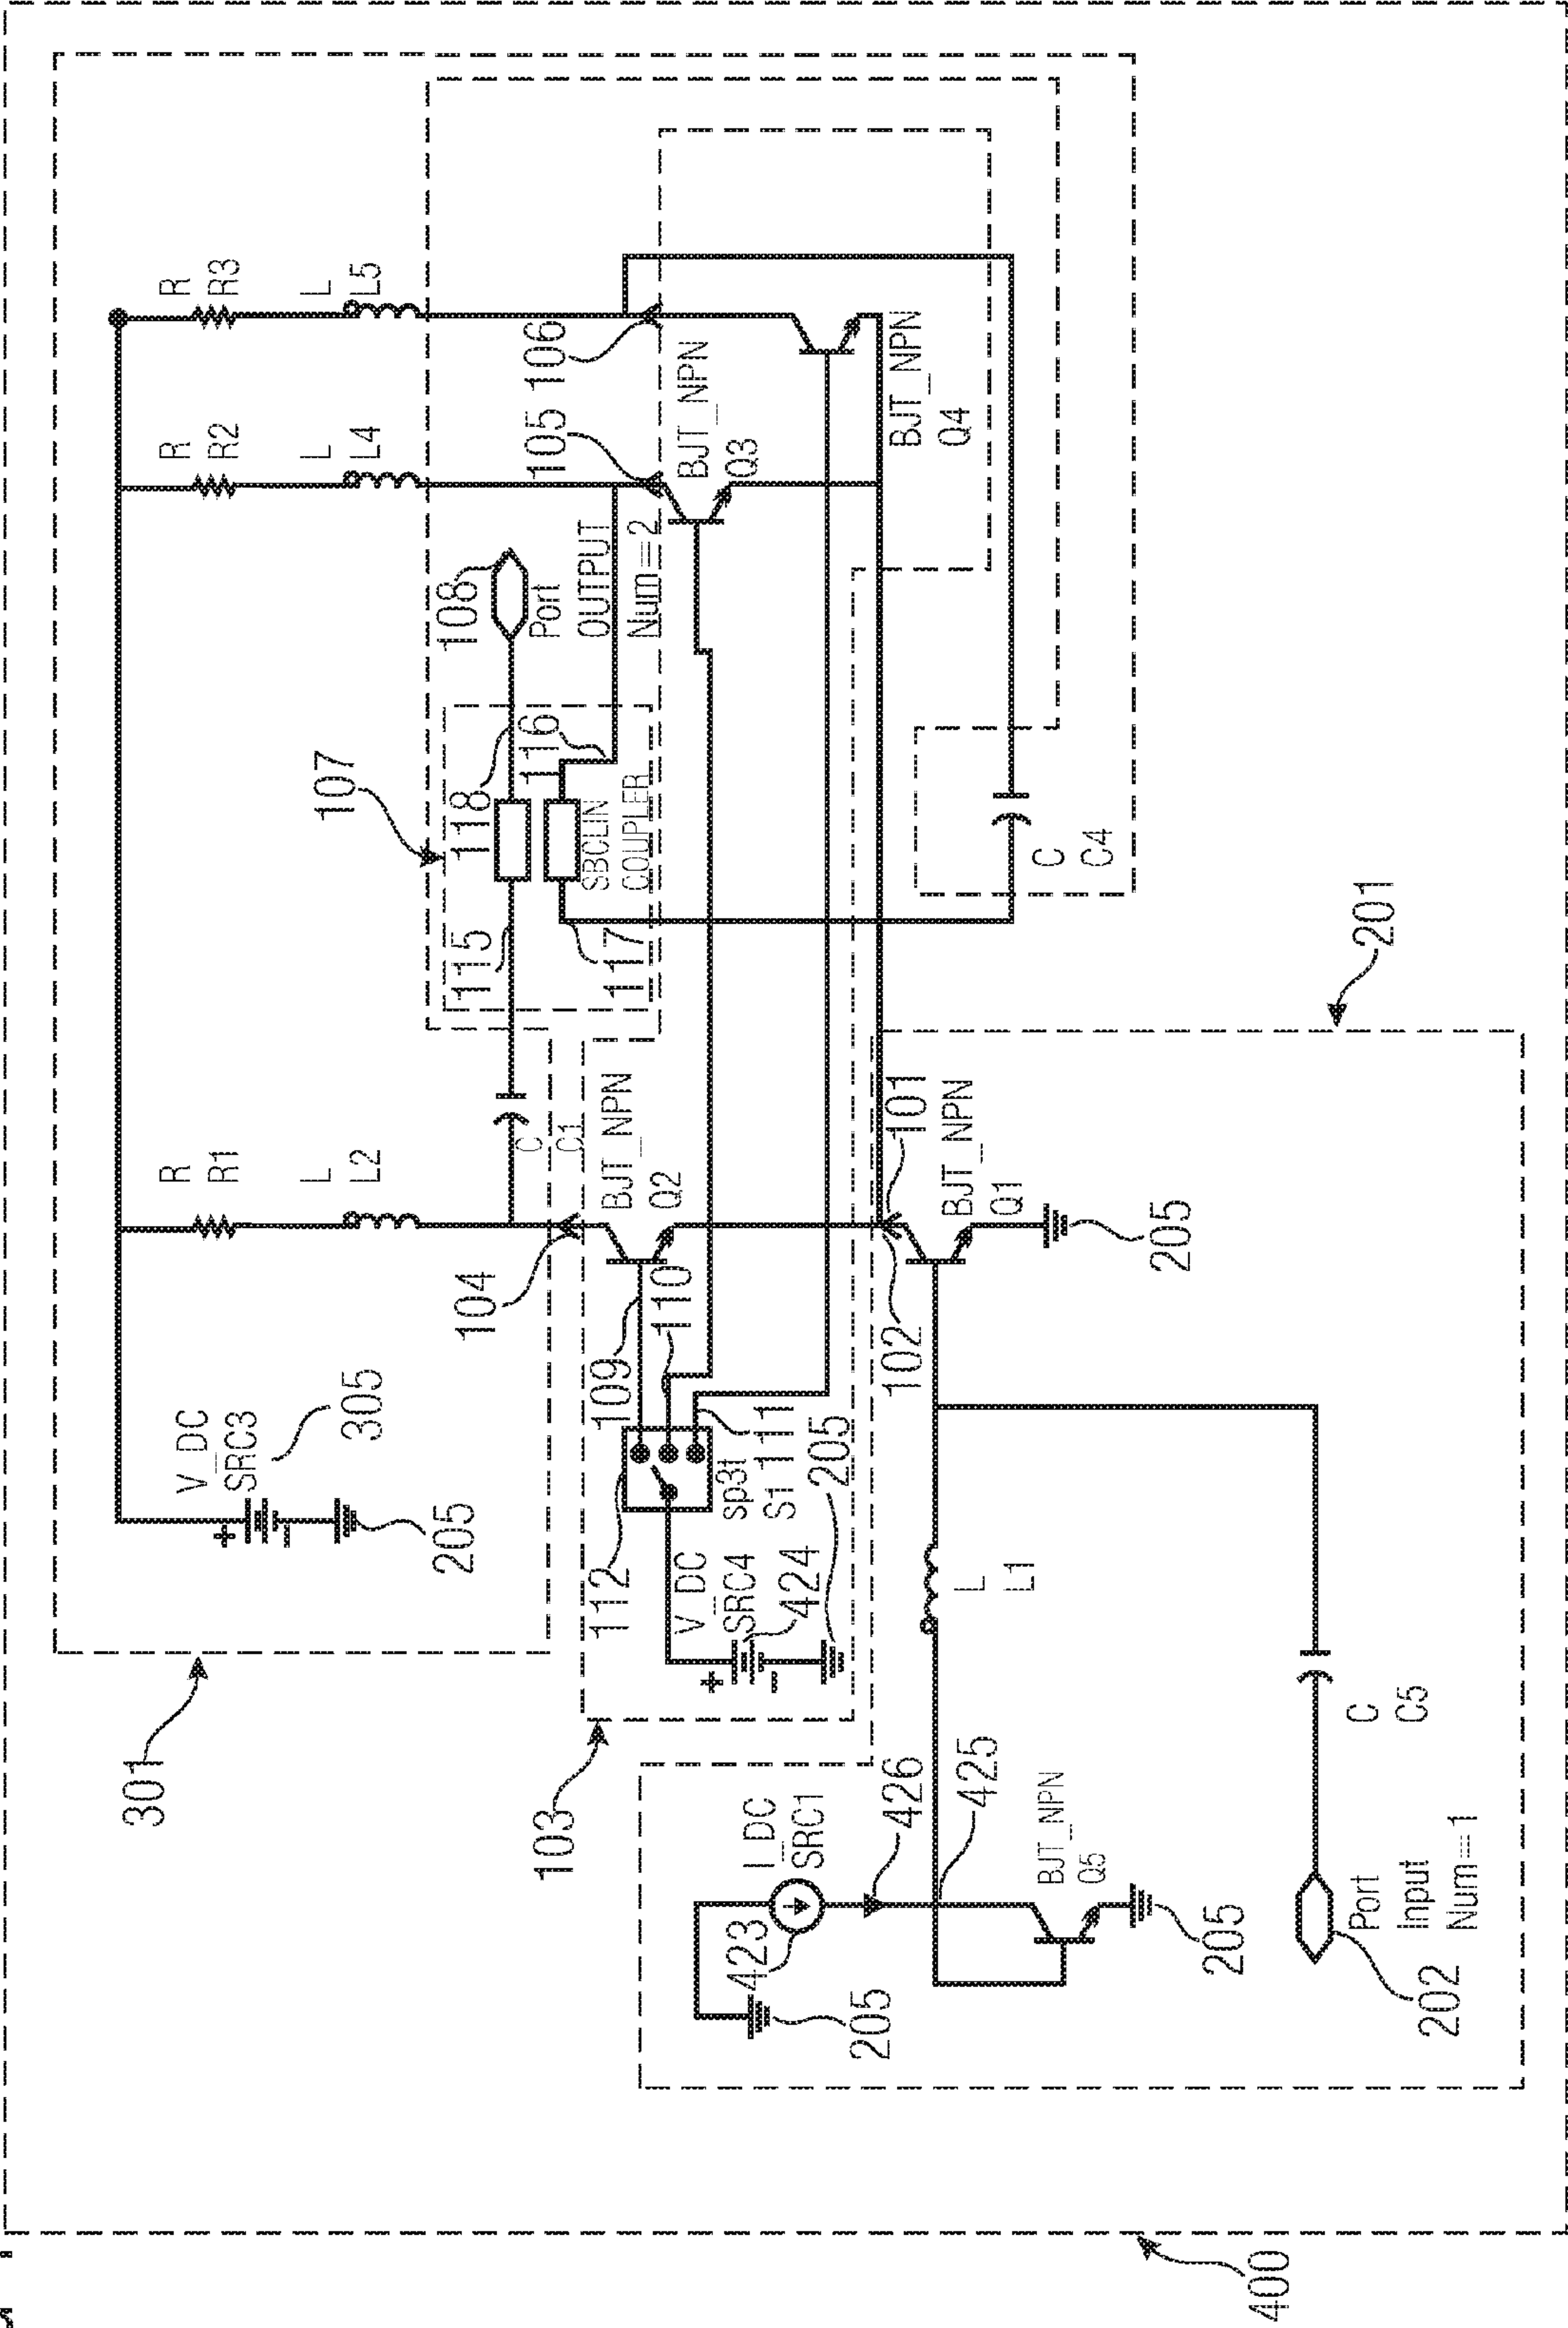 R
R3
L
L5
R
R2
L
L4
R
R1
L
L2
V_DC
SRC3
305
205
301
106
105
BJT_NPN
Q3
BJT_NPN
Q4
108
Port
OUTPUT
Num=2
107
118
116
SBCLIN
COUPLER
115
117
C
C4
C
C1
104
BJT_NPN
Q2
109
110
111
112
sp3t
S1
205
V_DC
SRC4
424
103
201
101
102
BJT_NPN
Q1
205
L
L1
C
C5
I_DC
SRC1
423
205
426
425
BJT_NPN
Q5
205
Port
Input
Num=1
202
400